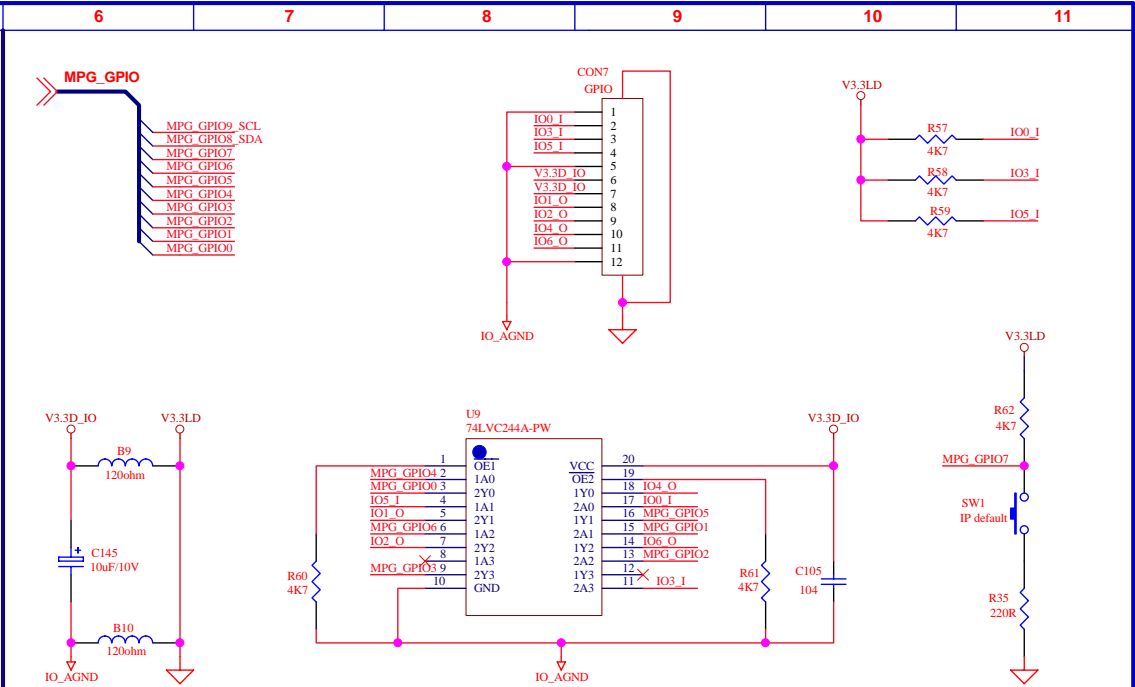 6 7 8 9 10 11
MPG_GPIO
MPG_GPIO9_SCL
MPG_GPIO8_SDA
MPG_GPIO7
MPG_GPIO6
MPG_GPIO5
MPG_GPIO4
MPG_GPIO3
MPG_GPIO2
MPG_GPIO1
MPG_GPIO0
CON7
GPIO
1
IO0_I 2
IO3_I 3
IO5_I 4
5
V3.3D_IO 6
V3.3D_IO 7
IO1_O 8
IO2_O 9
IO4_O 10
IO6_O 11
12
IO_AGND
V3.3LD
R57 IO0_I
4K7
R58 IO3_I
4K7
R59 IO5_I
4K7
V3.3D_IO V3.3LD
B9
120ohm
C145
10uF/10V
B10
120ohm
IO_AGND
U9
74LVC244A-PW
1 OE1 VCC 20
MPG_GPIO4 2 1A0 OE2 19
MPG_GPIO0 3 2Y0 1Y0 18 IO4_O
IO5_I 4 1A1 2A0 17 IO0_I
IO1_O 5 2Y1 1Y1 16 MPG_GPIO5
MPG_GPIO6 6 1A2 2A1 15 MPG_GPIO1
IO2_O 7 2Y2 1Y2 14 IO6_O
8 1A3 2A2 13 MPG_GPIO2
MPG_GPIO3 9 2Y3 1Y3 12
10 GND 2A3 11 IO3_I
R60
4K7
R61
4K7
V3.3D_IO
C105
104
IO_AGND
V3.3LD
R62
4K7
MPG_GPIO7
SW1
IP default
R35
220R